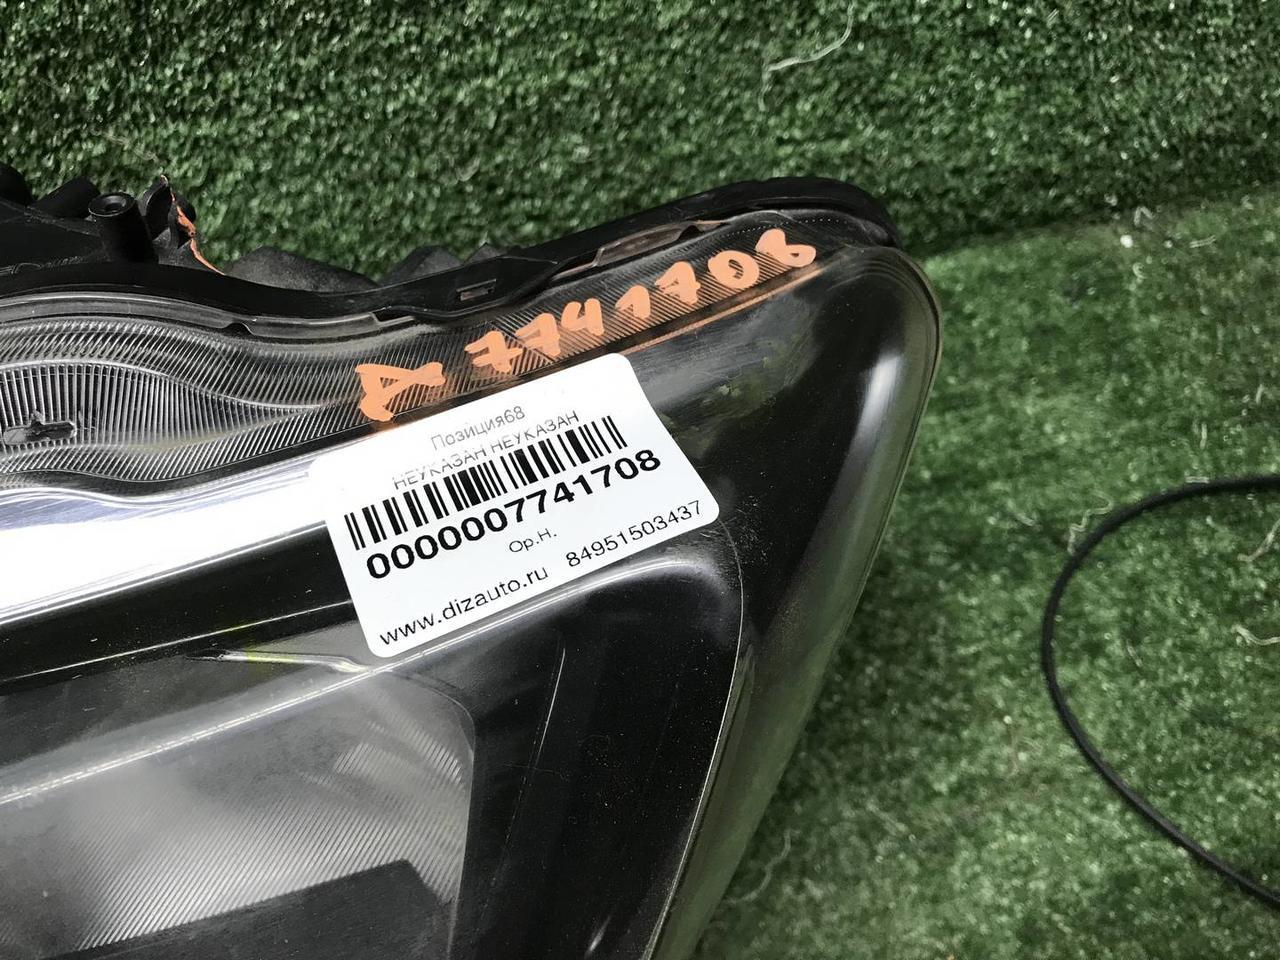 Д 7741708
Позиция68
НЕУКАЗАН НЕУКАЗАН
0000007741708
Ор.Н.
www.dizauto.ru 84951503437